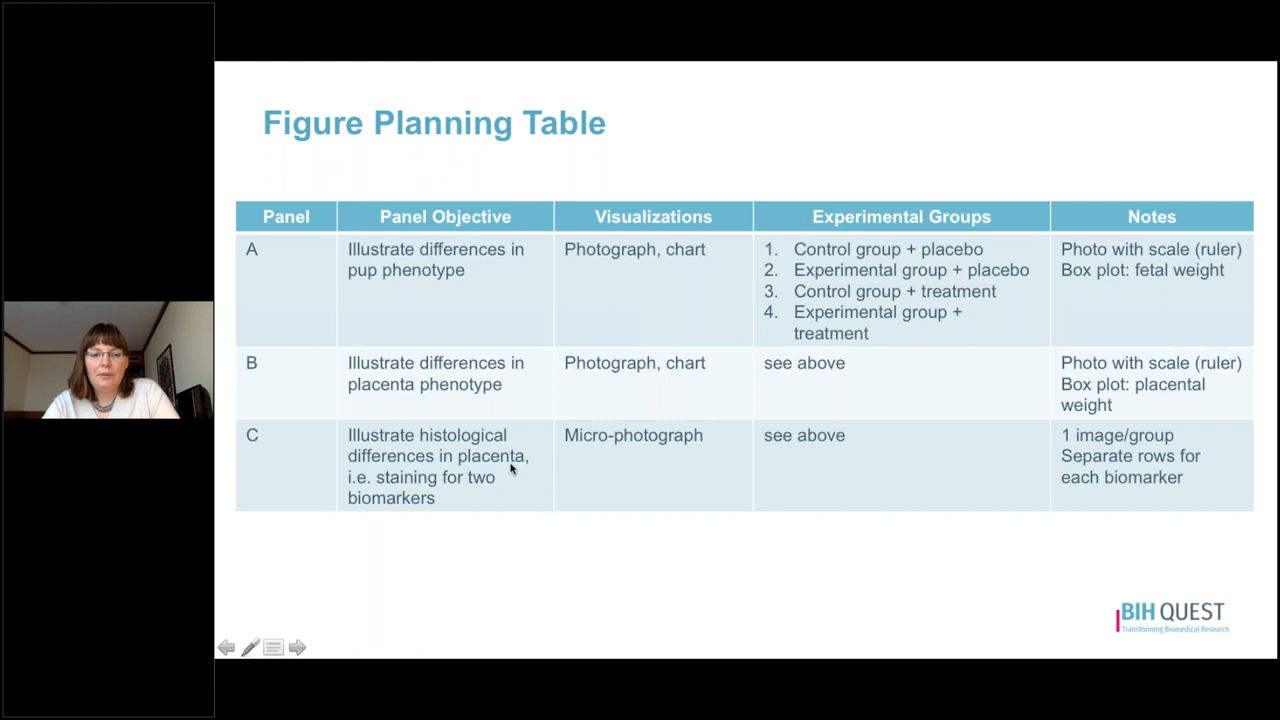 Figure Planning Table
Panel
Panel Objective
Visualizations
Experimental Groups
Notes
A
Illustrate differences in
pup phenotype
Photograph, chart
1. Control group + placebo
2. Experimental group + placebo
3. Control group + treatment
4. Experimental group +
treatment
Photo with scale (ruler)
Box plot: fetal weight
B
Illustrate differences in
placenta phenotype
Photograph, chart
see above
Photo with scale (ruler)
Box plot: placental
weight
C
Illustrate histological
differences in placenta,
i.e. staining for two
biomarkers
Micro-photograph
see above
1 image/group
Separate rows for
each biomarker
BIH QUEST
Transforming Biomedical Research